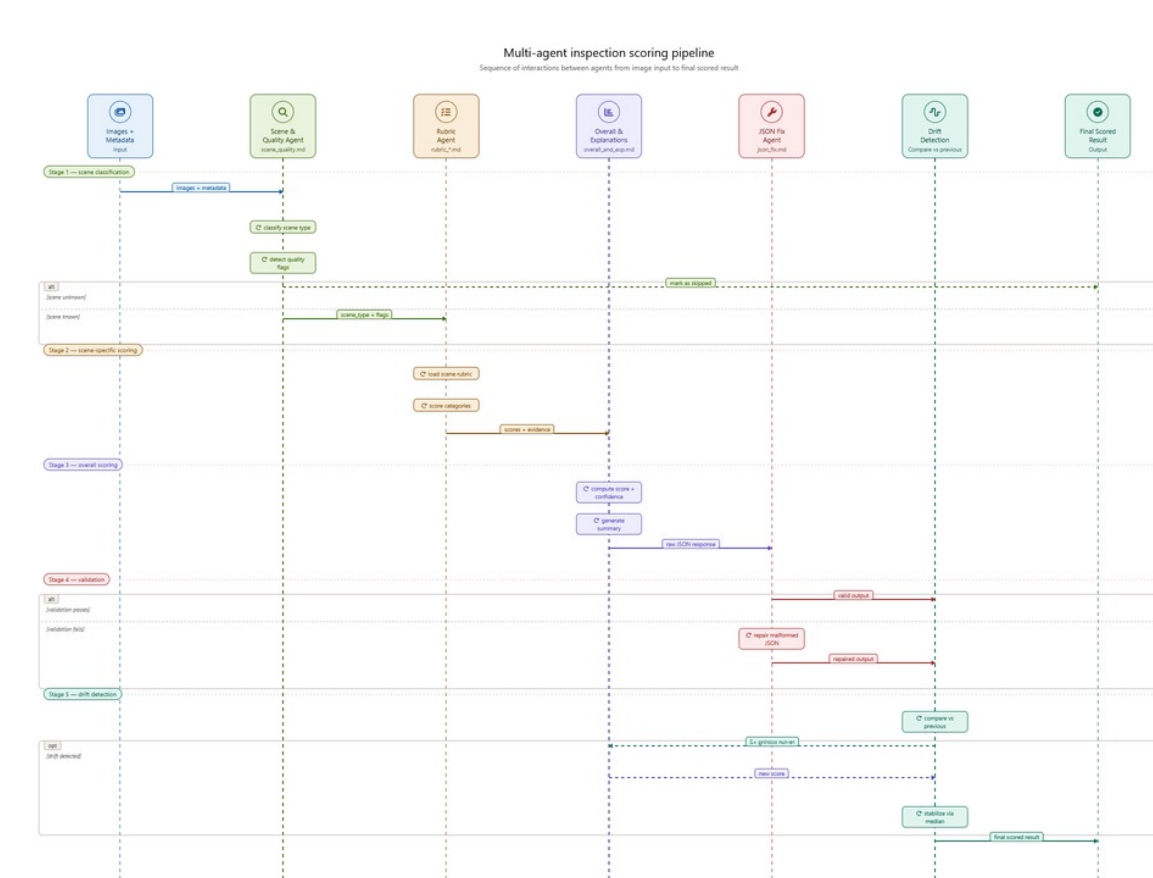 Multi-agent inspection scoring pipeline
Sequence of interactions between agents from image input to final scored result
Images +
Metadata
Input
Scene &
Quality Agent
scene_quality.md
Rubric
Agent
rubric_*.md
Overall &
Explanations
overall_and_exp.md
JSON Fix
Agent
json_fix.md
Drift
Detection
Compare vs previous
Final Scored
Result
Output
Stage 1 — scene classification
images + metadata
classify scene type
detect quality
flags
alt
mark as skipped
[scene unknown]
[scene known]
scene_type + flags
Stage 2 — scene-specific scoring
load scene rubric
score categories
scores + evidence
Stage 3 — overall scoring
compute score +
confidence
generate
summary
raw JSON response
Stage 4 — validation
alt
valid output
[validation passes]
[validation fails]
repair malformed
JSON
repaired output
Stage 5 — drift detection
compare vs
previous
opt
re-run scoring
[drift detected]
new score
stabilize via
median
final scored result